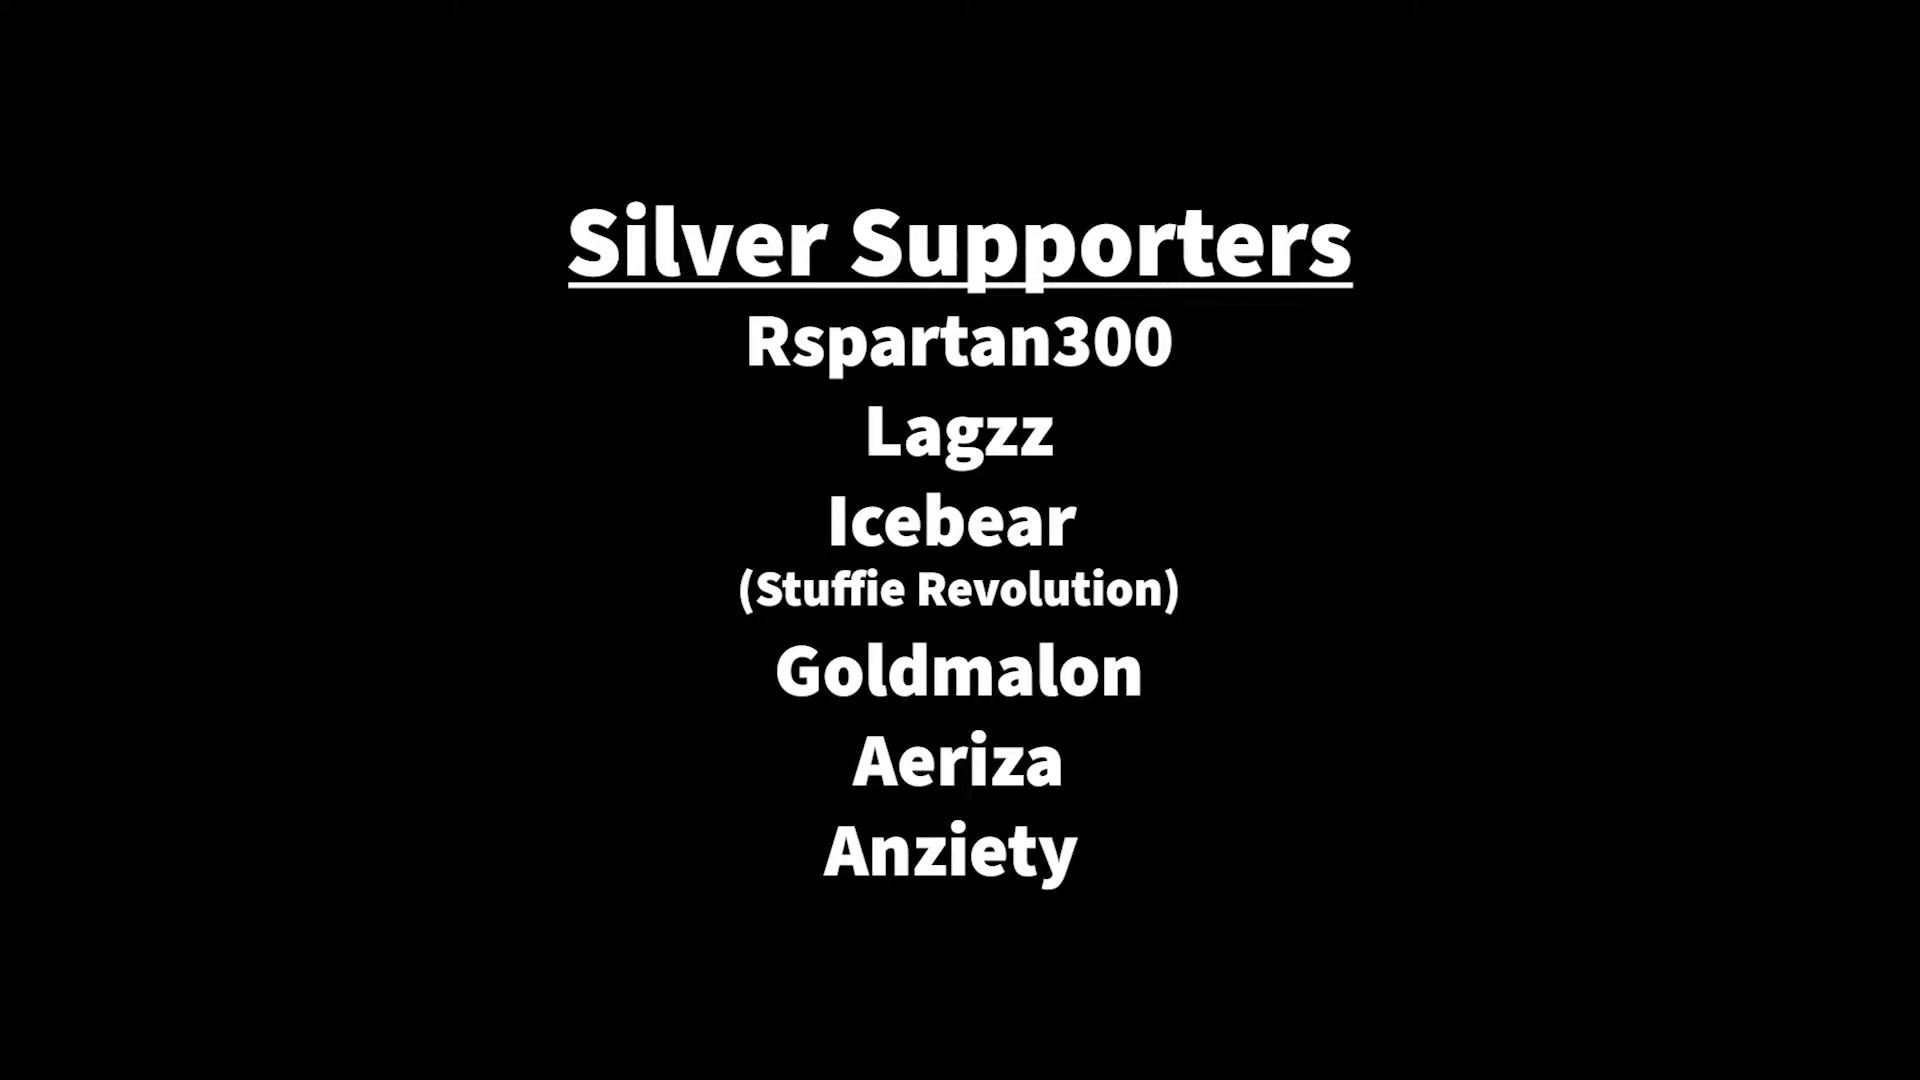 Silver Supporters
Rspartan300
Lagzz
Icebear
(Stuffie Revolution)
Goldmalon
Aeriza
Anziety